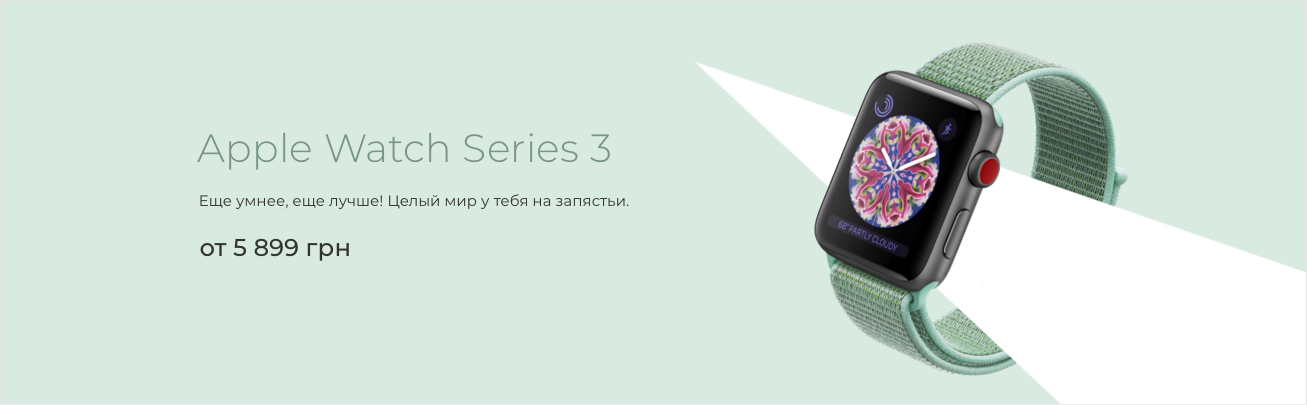 Apple Watch Series 3
Еще умнее, еще лучше! Целый мир у тебя на запястьи.
от 5 899 грн
68° PARTLY CLOUDY